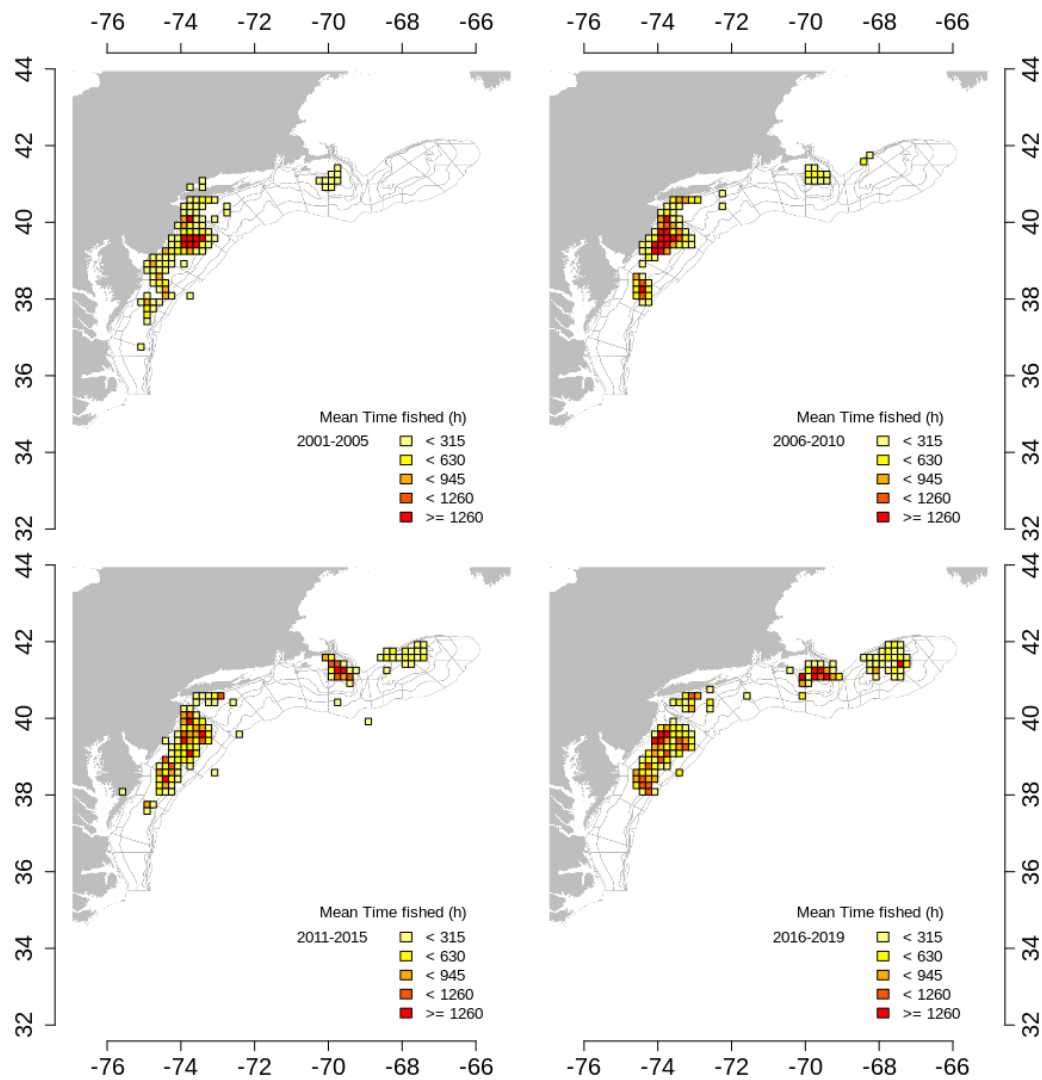 -76 -74 -72 -70 -68 -66 -76 -74 -72 -70 -68 -66
44 42 40 38 36 34 32
Mean Time fished (h)
2001-2005 < 315
< 630
< 945
< 1260
>= 1260
Mean Time fished (h)
2006-2010 < 315
< 630
< 945
< 1260
>= 1260
44 42 40 38 36 34 32
44 42 40 38 36 34 32
Mean Time fished (h)
2011-2015 < 315
< 630
< 945
< 1260
>= 1260
Mean Time fished (h)
2016-2019 < 315
< 630
< 945
< 1260
>= 1260
44 42 40 38 36 34 32
-76 -74 -72 -70 -68 -66 -76 -74 -72 -70 -68 -66